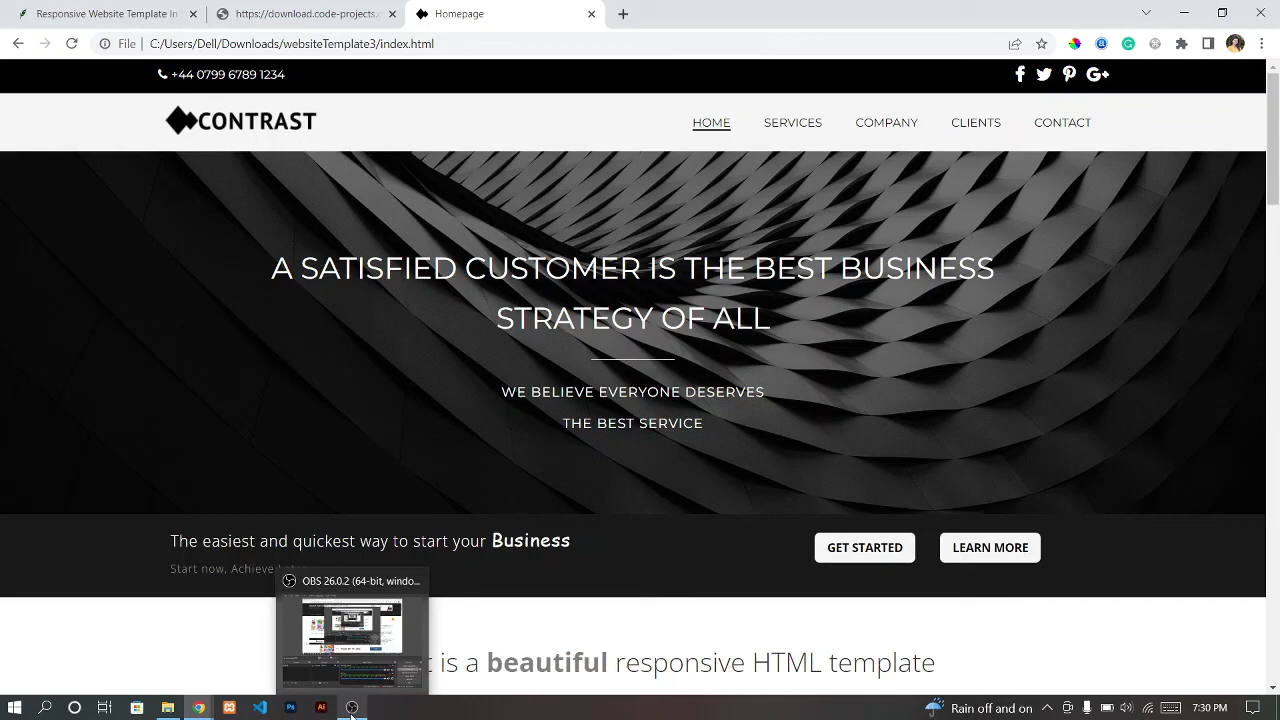 Responsive Website Template In
https://download.code-projects.
Homepage
File
C:/Users/Dell/Downloads/websiteTemplate3/index.html
+44 0799 6789 1234
CONTRAST
HOME
SERVICES
COMPANY
CLIENTS
CONTACT
A SATISFIED CUSTOMER IS THE BEST BUSINESS
STRATEGY OF ALL
WE BELIEVE EVERYONE DESERVES
THE BEST SERVICE
The easiest and quickest way to start your Business
GET STARTED
LEARN MORE
Start now, Achieve
OBS 26.0.2 (64-bit, windo...
is a beautiful responsive HTML template
Rain off and on
7:30 PM